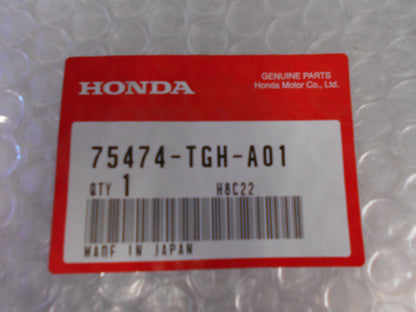 HONDA
GENUINE PARTS
Honda Motor Co., Ltd.
75474-TGH-A01
QTY 1 H8C22
MADE IN JAPAN